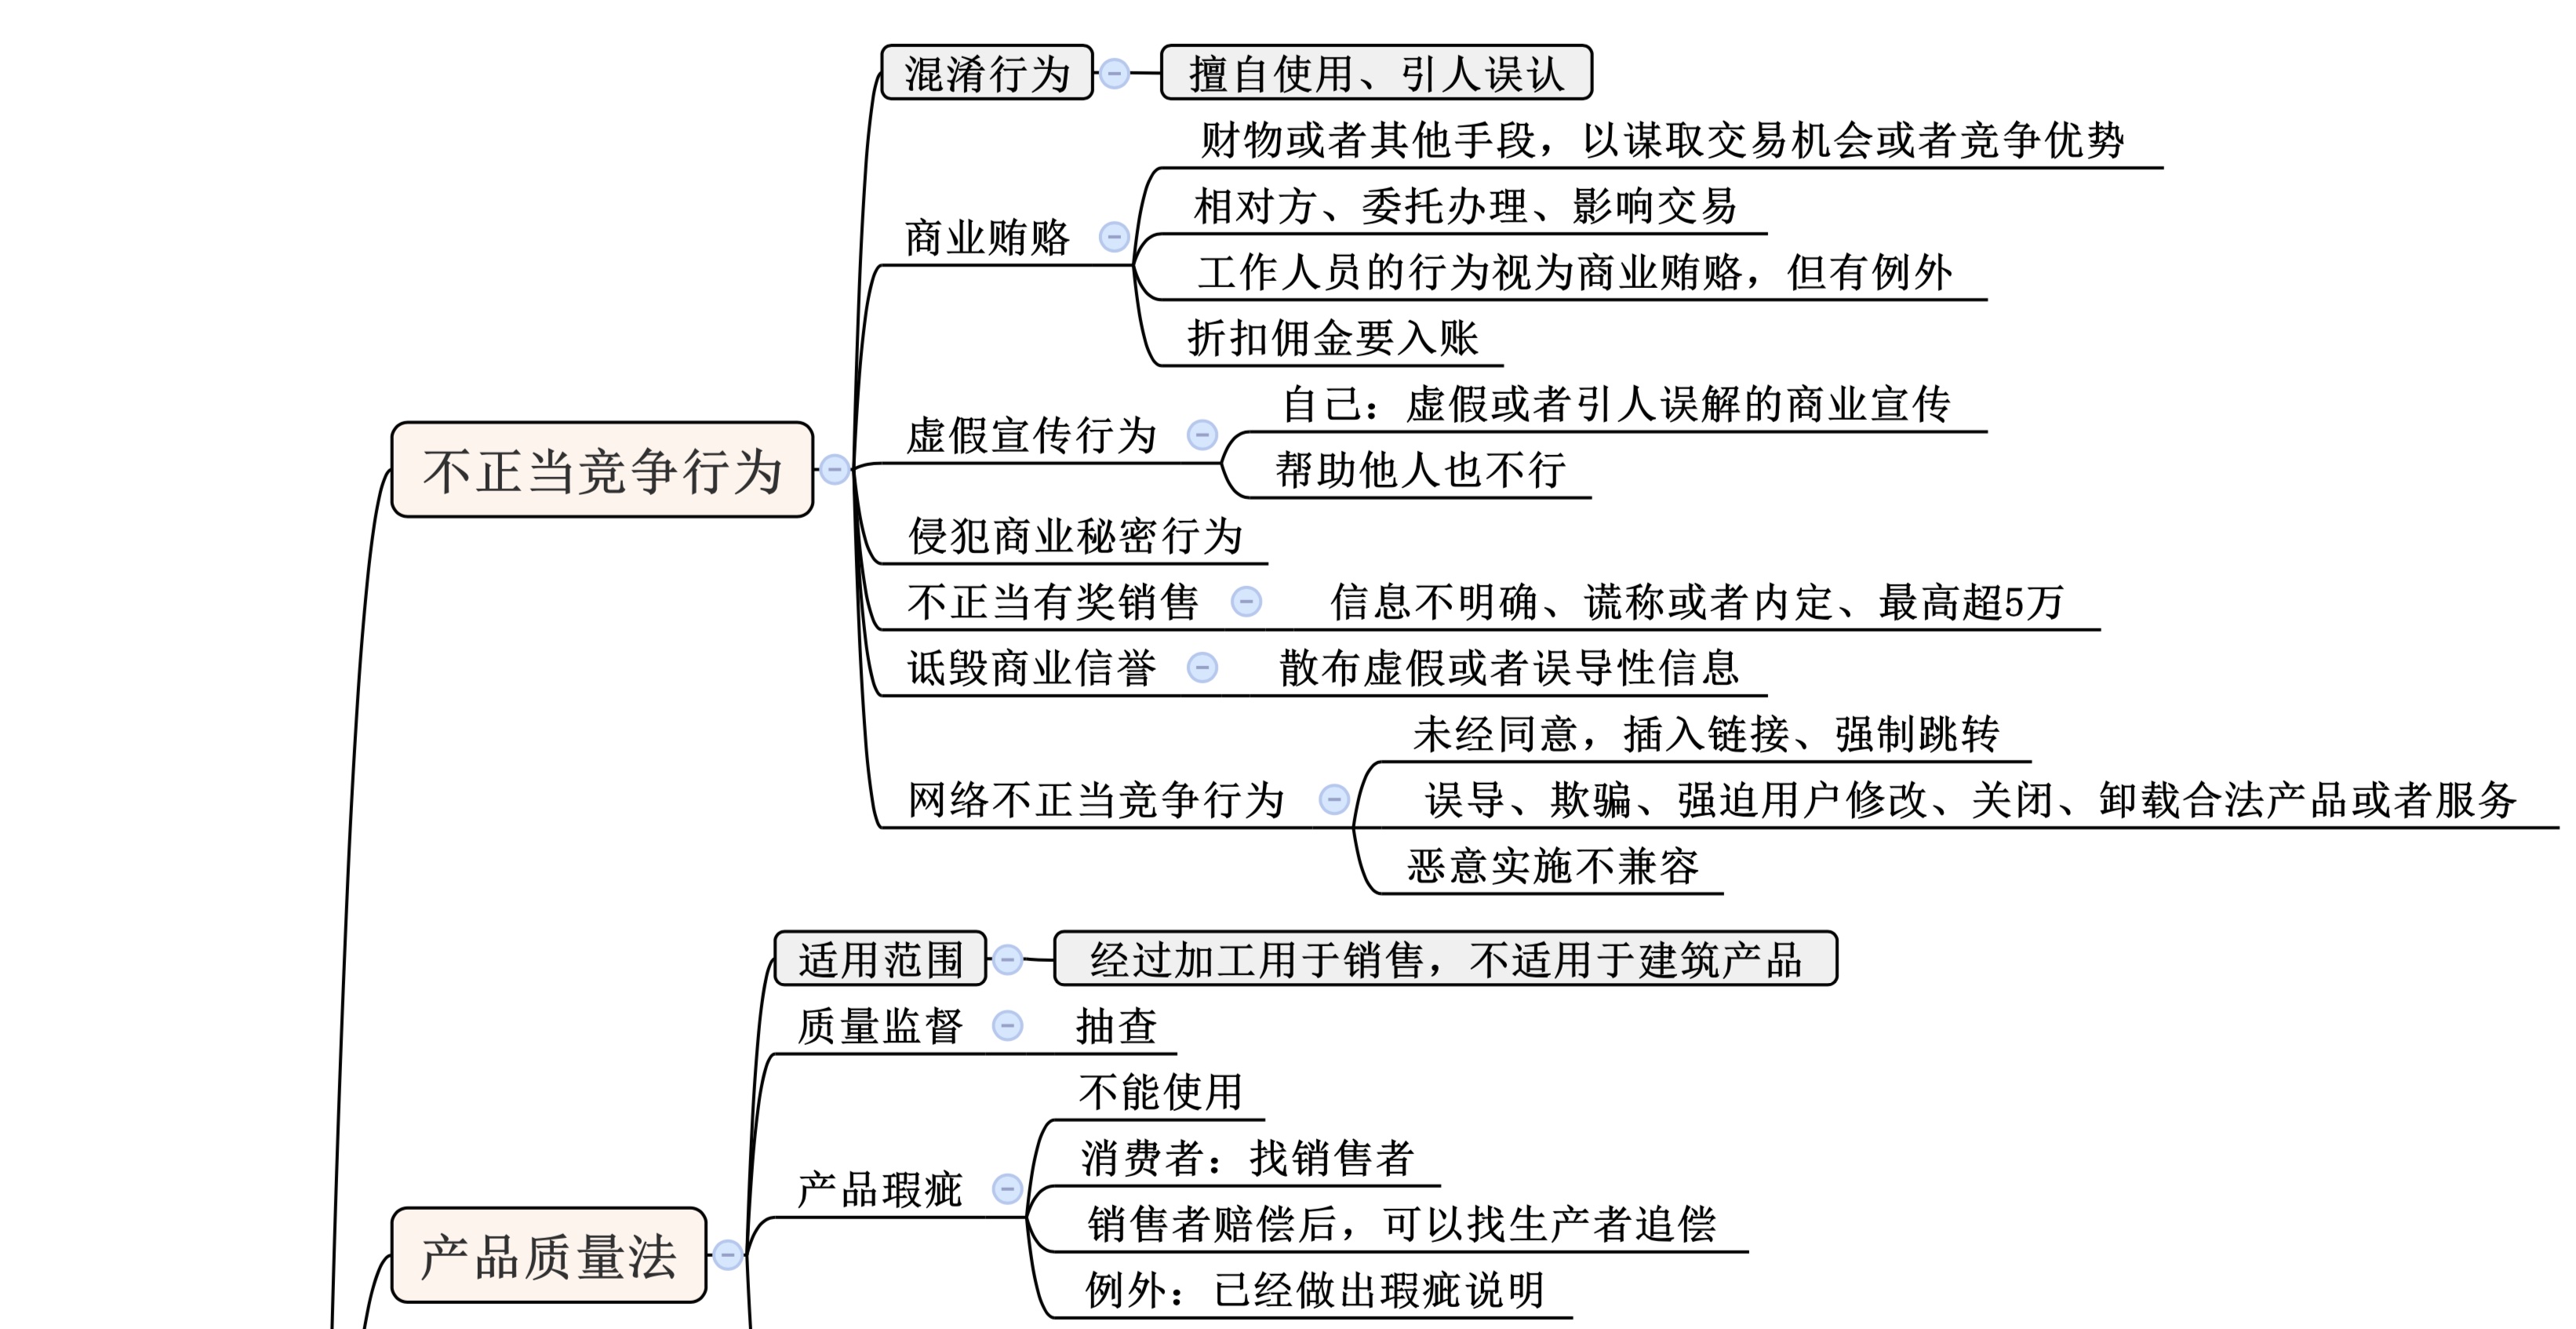 混淆行为
擅自使用、引人误认
财物或者其他手段，以谋取交易机会或者竞争优势
相对方、委托办理、影响交易
商业贿赂
工作人员的行为视为商业贿赂，但有例外
折扣佣金要入账
自己：虚假或者引人误解的商业宣传
虚假宣传行为
帮助他人也不行
不正当竞争行为
侵犯商业秘密行为
不正当有奖销售
信息不明确、谎称或者内定、最高超5万
诋毁商业信誉
散布虚假或者误导性信息
未经同意，插入链接、强制跳转
网络不正当竞争行为
误导、欺骗、强迫用户修改、关闭、卸载合法产品或者服务
恶意实施不兼容
适用范围
经过加工用于销售，不适用于建筑产品
质量监督
抽查
不能使用
消费者：找销售者
产品瑕疵
销售者赔偿后，可以找生产者追偿
产品质量法
例外：已经做出瑕疵说明